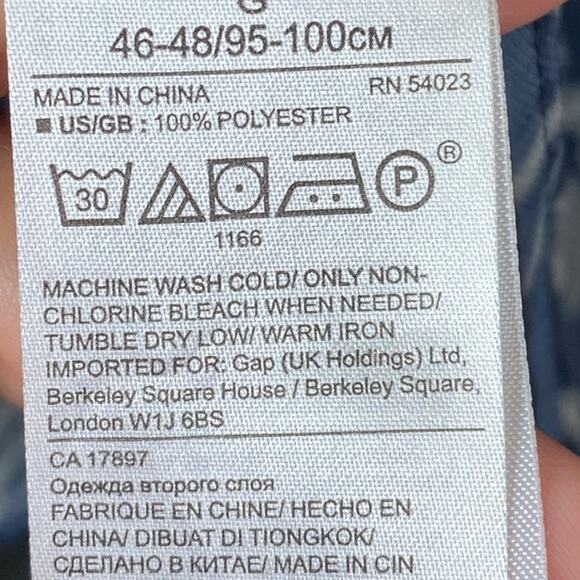 G
46-48/95-100см
MADE IN CHINA RN 54023
US/GB : 100% POLYESTER
30 P ®
1166
MACHINE WASH COLD/ ONLY NON-
CHLORINE BLEACH WHEN NEEDED/
TUMBLE DRY LOW/ WARM IRON
IMPORTED FOR: Gap (UK Holdings) Ltd,
Berkeley Square House / Berkeley Square,
London W1J 6BS
CA 17897
Одежда второго слоя
FABRIQUE EN CHINE/ HECHO EN
CHINA/ DIBUAT DI TIONGKOK/
СДЕЛАНО В КИТАЕ/ MADE IN CIN